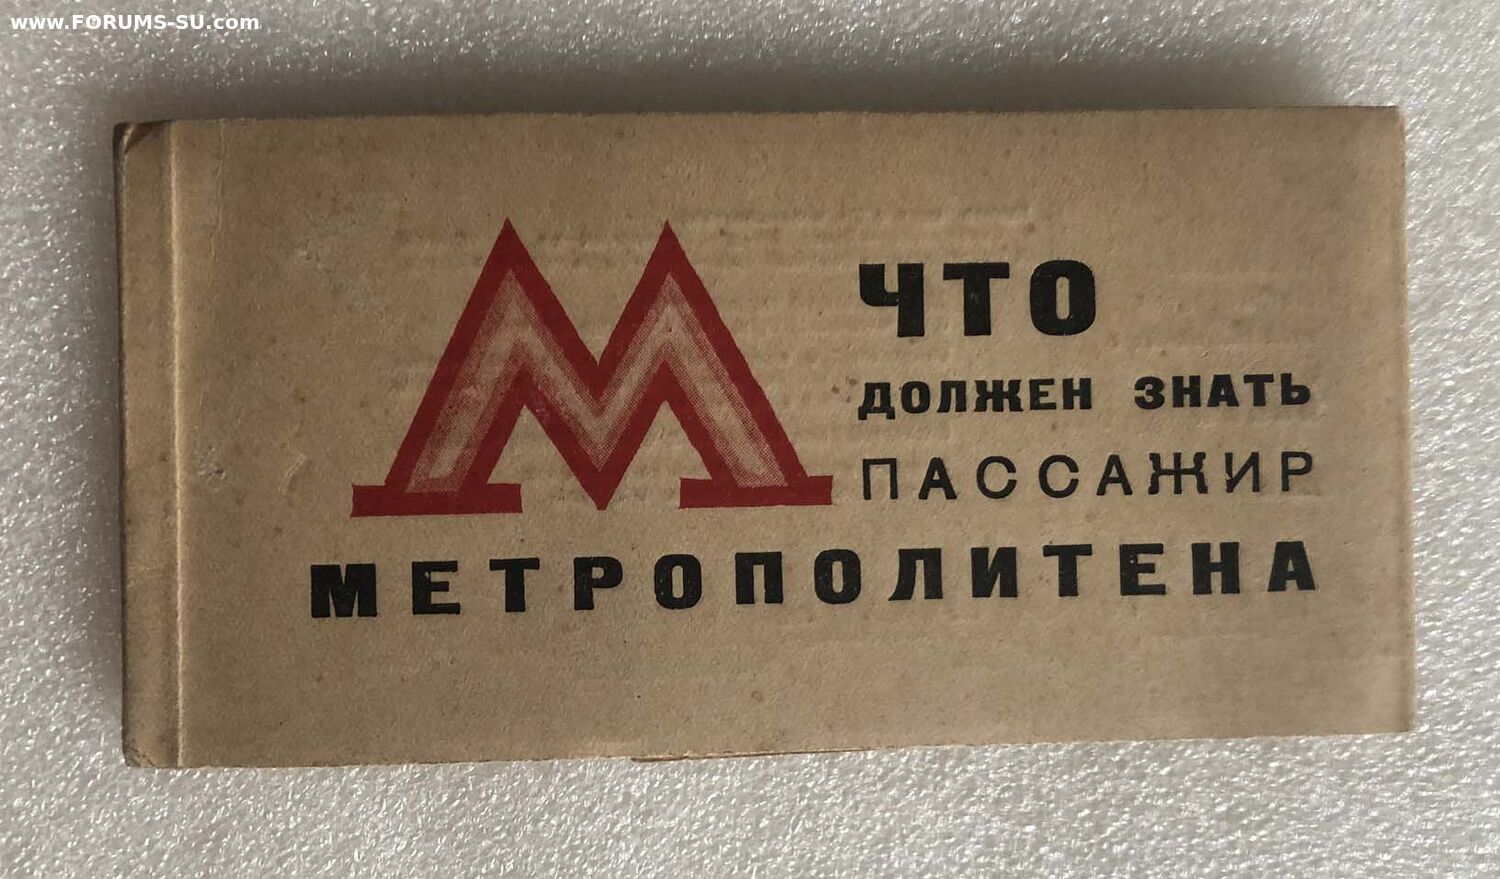 www.FORUMS-SU.com
М
ЧТО
ДОЛЖЕН ЗНАТЬ
ПАССАЖИР
МЕТРОПОЛИТЕНА